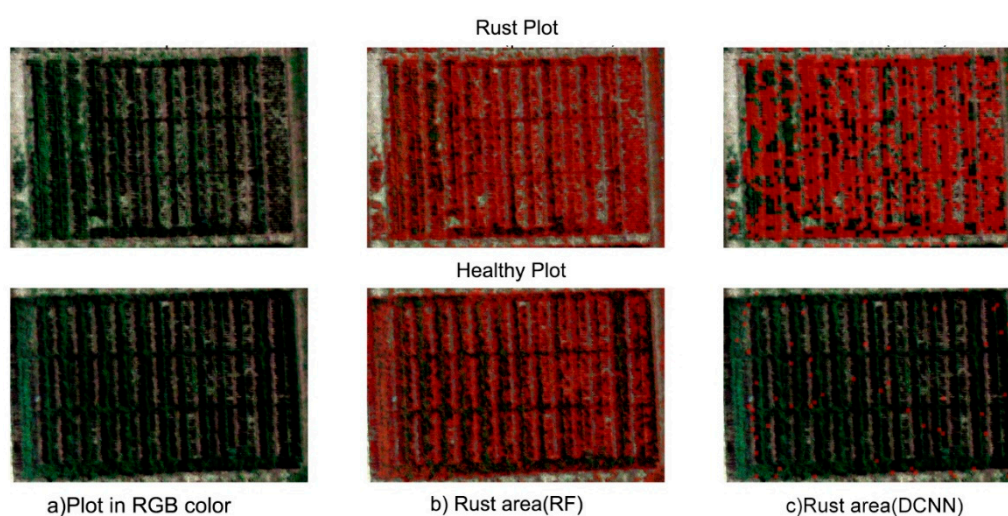 Rust Plot
Healthy Plot
a)Plot in RGB color
b) Rust area(RF)
c)Rust area(DCNN)